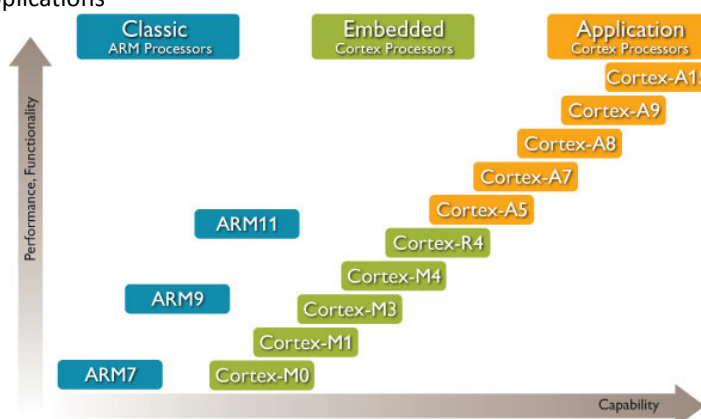 Classic
ARM Processors
Embedded
Cortex Processors
Application
Cortex Processors
Performance, Functionality
Cortex-A9
Cortex-A8
Cortex-A7
Cortex-A5
ARM11
Cortex-R4
Cortex-M4
ARM9
Cortex-M3
Cortex-M1
ARM7
Cortex-M0
Capability